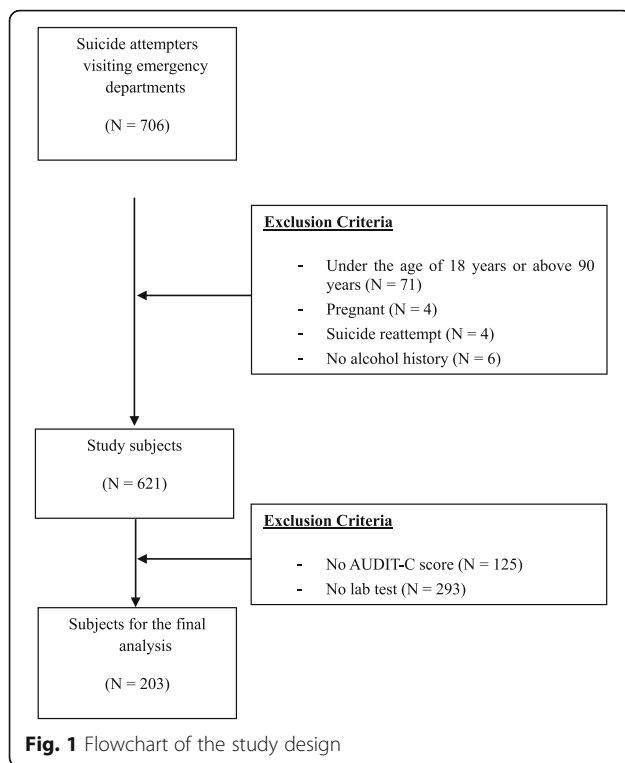 Suicide attempters
visiting emergency
departments
(N = 706)
Exclusion Criteria
- Under the age of 18 years or above 90
years (N = 71)
- Pregnant (N = 4)
- Suicide reattempt (N = 4)
- No alcohol history (N = 6)
Study subjects
(N = 621)
Exclusion Criteria
- No AUDIT-C score (N = 125)
- No lab test (N = 293)
Subjects for the final
analysis
(N = 203)
Fig. 1 Flowchart of the study design